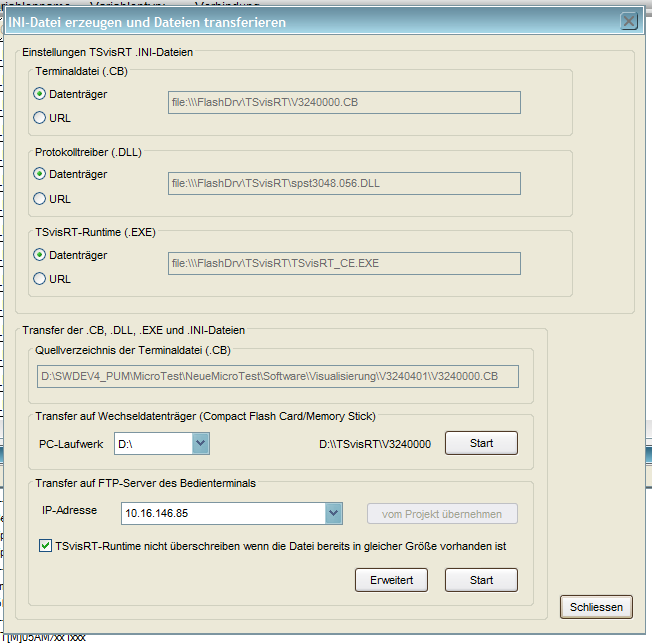 INI-Datei erzeugen und Dateien transferieren
Einstellungen TSvisRT .INI-Dateien
Terminaldatei (.CB)
Datenträger
file:\\\FlashDrv\TSvisRT\V3240000.CB
URL
Protokolltreiber (.DLL)
Datenträger
file:\\\FlashDrv\TSvisRT\spst3048.056.DLL
URL
TSvisRT-Runtime (.EXE)
Datenträger
file:\\\FlashDrv\TSvisRT\TSvisRT_CE.EXE
URL
Transfer der .CB, .DLL, .EXE und .INI-Dateien
Quellverzeichnis der Terminaldatei (.CB)
D:\SWDEV4_PUM\MicroTest\NeueMicroTest\Software\Visualisierung\V3240401\V3240000.CB
Transfer auf Wechseldatenträger (Compact Flash Card/Memory Stick)
PC-Laufwerk D:\ D:\\TSvisRT\V3240000 Start
Transfer auf FTP-Server des Bedienterminals
IP-Adresse 10.16.146.85 vom Projekt übernehmen
TSvisRT-Runtime nicht überschreiben wenn die Datei bereits in gleicher Größe vorhanden ist
Erweitert Start
Schliessen